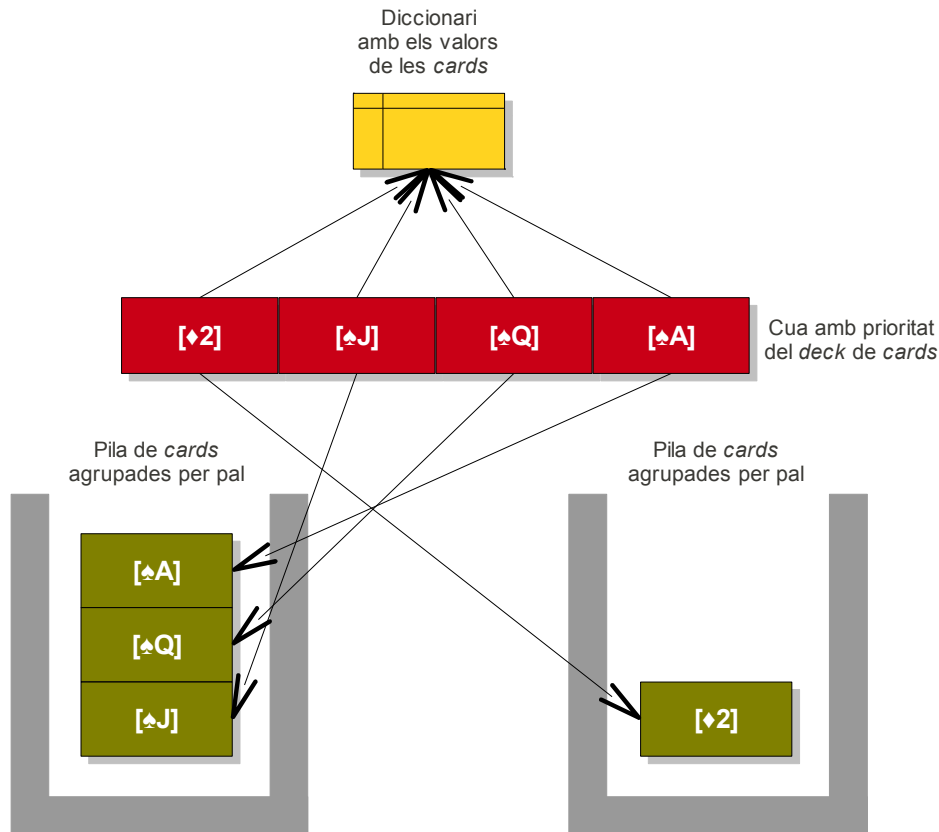 Diccionari
amb els valors
de les cards
[♦2]
[♠J]
[♠Q]
[♠A]
Cua amb prioritat
del deck de cards
Pila de cards
agrupades per pal
Pila de cards
agrupades per pal
[♠A]
[♠Q]
[♠J]
[♦2]